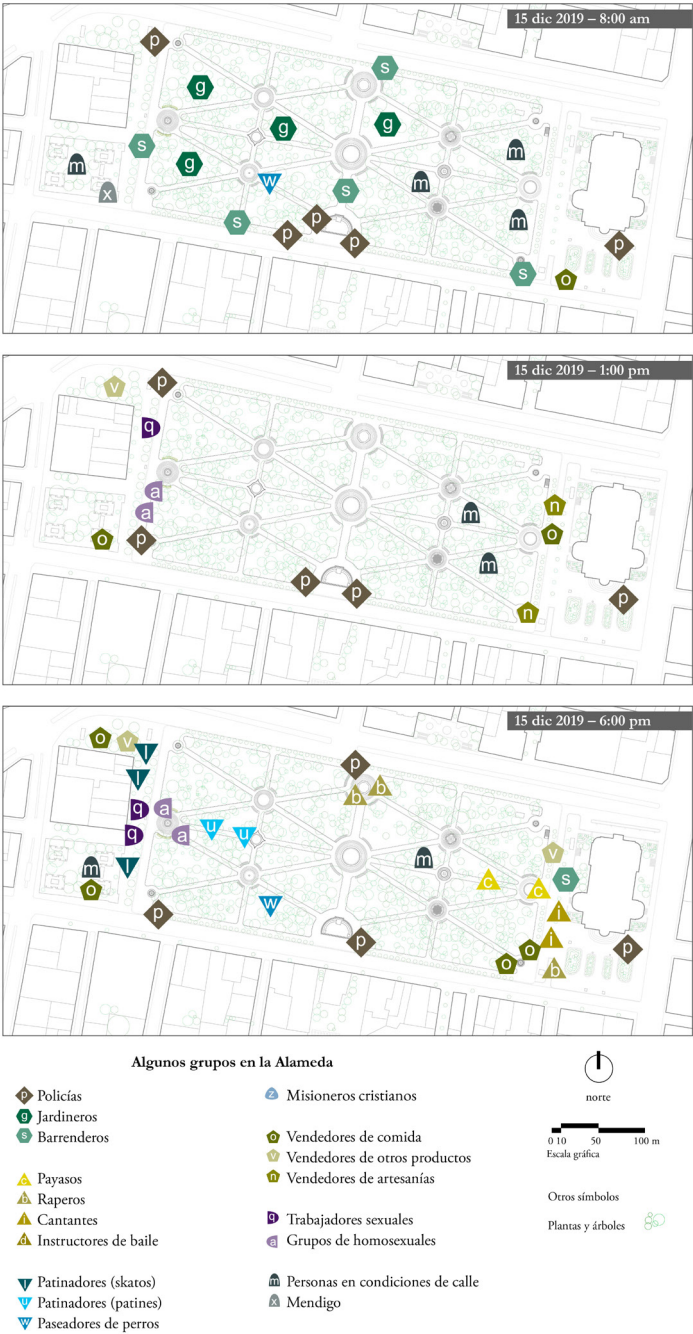 15 dic 2019 – 8:00 am
p
s
g
g
g
s
m
g
m
m
x
w
s
m
p
s
p
p
p
s
o
15 dic 2019 – 1:00 pm
v
p
q
a
a
m
n
o
p
o
m
p
p
p
n
15 dic 2019 – 6:00 pm
o
v
l
p
l
b
b
q
a
u
q
a
u
m
l
m
v
c
s
o
w
c
p
i
p
i
p
o
o
b
Algunos grupos en la Alameda
p Policías
g Jardineros
s Barrenderos
c Payasos
b Raperos
i Cantantes
d Instructores de baile
l Patinadores (skatos)
u Patinadores (patines)
w Paseadores de perros
z Misioneros cristianos
o Vendedores de comida
v Vendedores de otros productos
n Vendedores de artesanías
q Trabajadores sexuales
a Grupos de homosexuales
m Personas en condiciones de calle
x Mendigo
norte
0 10 50 100 m
Escala gráfica
Otros símbolos
Plantas y árboles